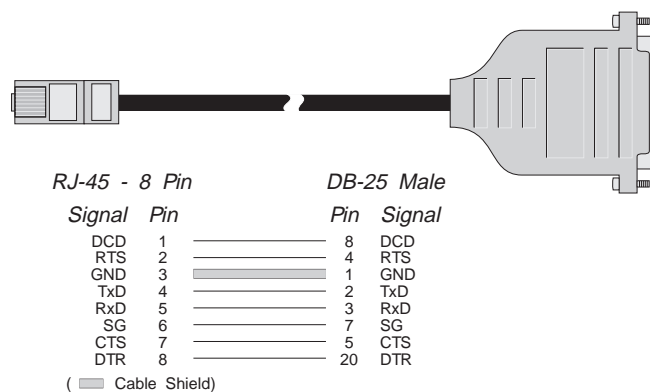 RJ-45 - 8 Pin DB-25 Male
Signal Pin Pin Signal
DCD 1 8 DCD
RTS 2 4 RTS
GND 3 1 GND
TxD 4 2 TxD
RxD 5 3 RxD
SG 6 7 SG
CTS 7 5 CTS
DTR 8 20 DTR
( Cable Shield)